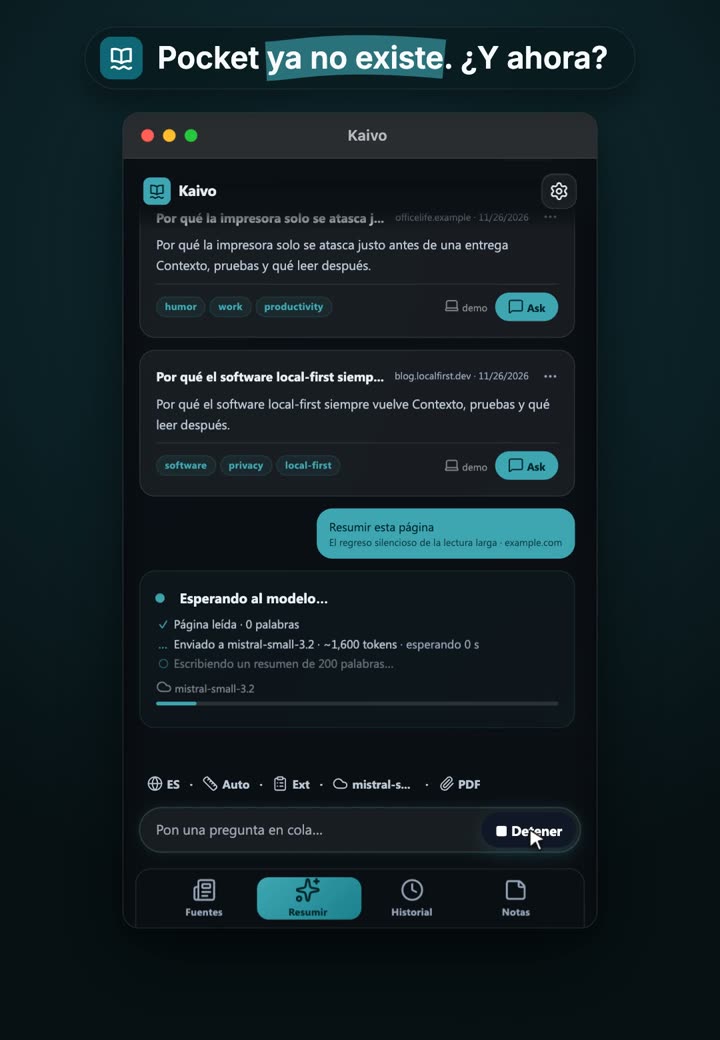 Pocket ya no existe. ¿Y ahora?
Kaivo
Kaivo
Por qué la impresora solo se atasca j... officelife.example · 11/26/2026 ...
Por qué la impresora solo se atasca justo antes de una entrega
Contexto, pruebas y qué leer después.
humor work productivity demo Ask
Por qué el software local-first siemp... blog.localfirst.dev · 11/26/2026 ...
Por qué el software local-first siempre vuelve Contexto, pruebas y qué
leer después.
software privacy local-first demo Ask
Resumir esta página
El regreso silencioso de la lectura larga · example.com
Esperando al modelo...
Página leída · 0 palabras
... Enviado a mistral-small-3.2 · ~1,600 tokens · esperando 0 s
Escribiendo un resumen de 200 palabras...
mistral-small-3.2
ES · Auto · Ext · mistral-s... · PDF
Pon una pregunta en cola... Detener
Fuentes Resumir Historial Notas